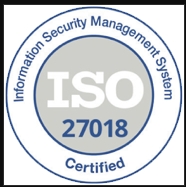 Information Security Management System
ISO
27018
Certified